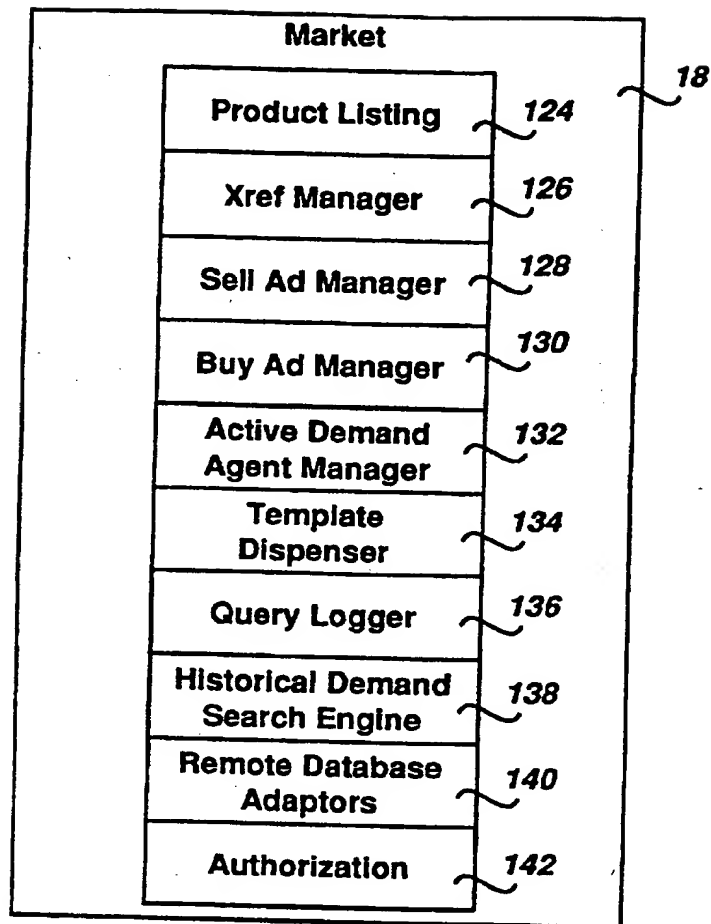 Market
18
Product Listing 124
Xref Manager 126
Sell Ad Manager 128
Buy Ad Manager 130
Active Demand
Agent Manager 132
Template
Dispenser 134
Query Logger 136
Historical Demand
Search Engine 138
Remote Database
Adaptors 140
Authorization 142